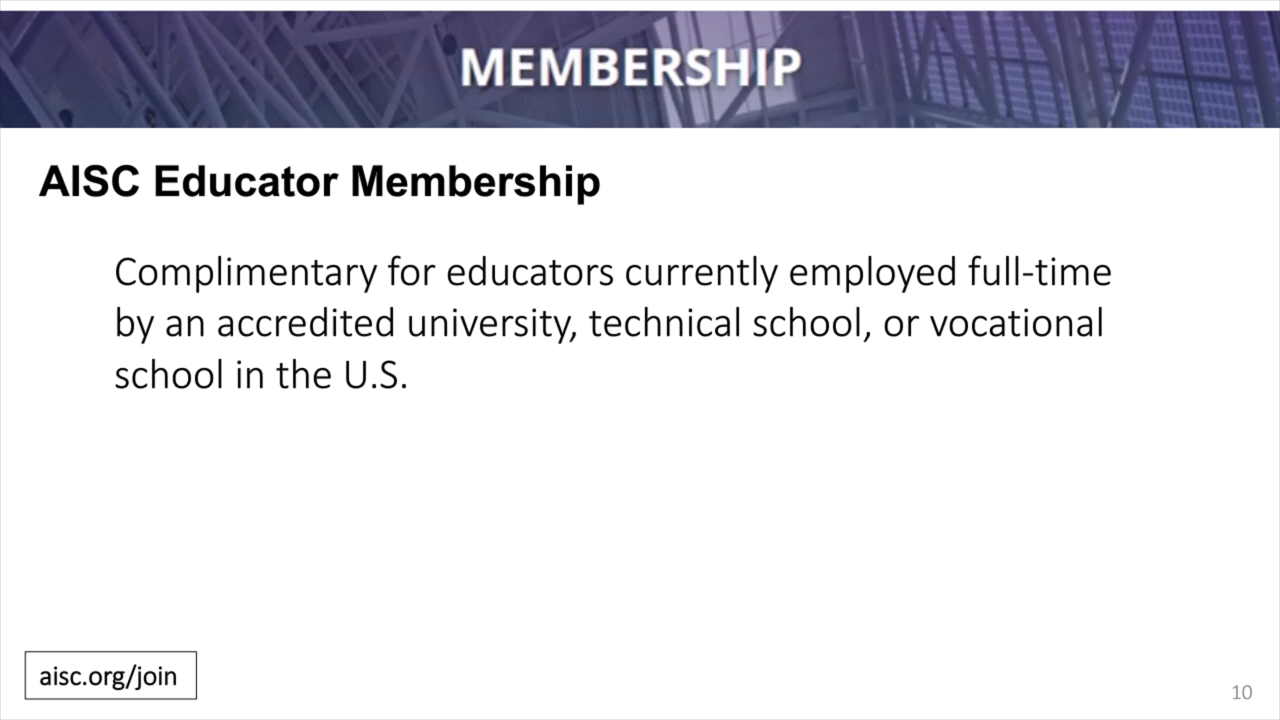 MEMBERSHIP
AISC Educator Membership
Complimentary for educators currently employed full-time
by an accredited university, technical school, or vocational
school in the U.S.
aisc.org/join
10